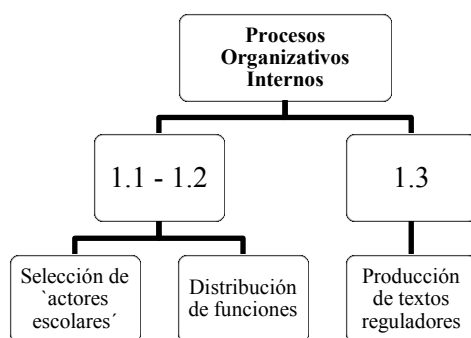 Procesos
Organizativos
Internos
1.1 - 1.2
1.3
Selección de
`actores
escolares´
Distribución
de funciones
Producción
de textos
reguladores